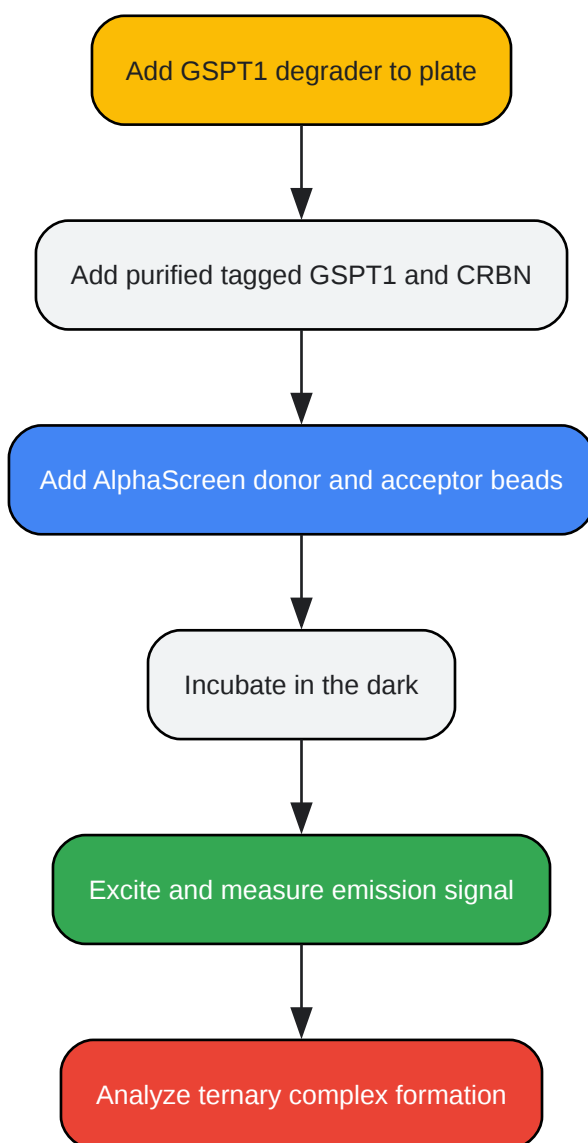 Add GSPT1 degrader to plate
Add purified tagged GSPT1 and CRBN
Add AlphaScreen donor and acceptor beads
Incubate in the dark
Excite and measure emission signal
Analyze ternary complex formation